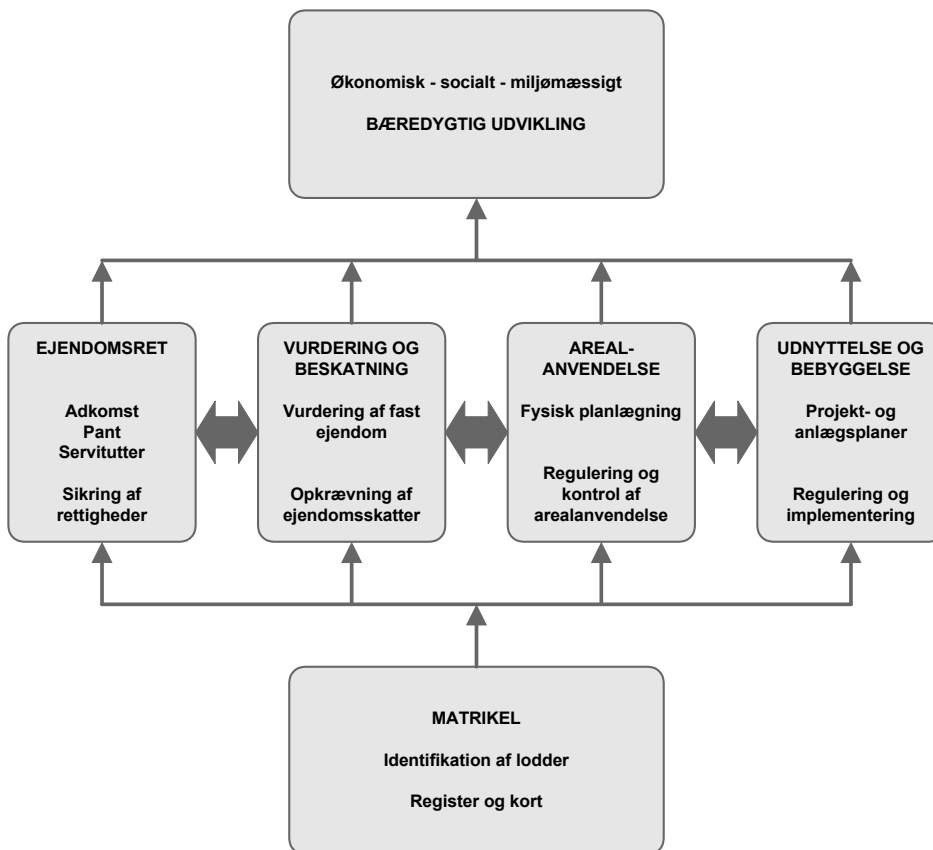 Økonomisk - socialt - miljømæssigt
BÆREDYGTIG UDVIKLING
EJENDOMSRET
Adkomst
Pant
Servitutter
Sikring af
rettigheder
VURDERING OG
BESKATNING
Vurdering af fast
ejendom
Opkrævning af
ejendomsskatter
AREAL-
ANVENDELSE
Fysisk planlægning
Regulering og
kontrol af
arealanvendelse
UDNYTTELSE OG
BEBYGGELSE
Projekt- og
anlægsplaner
Regulering og
implementering
MATRIKEL
Identifikation af lodder
Register og kort